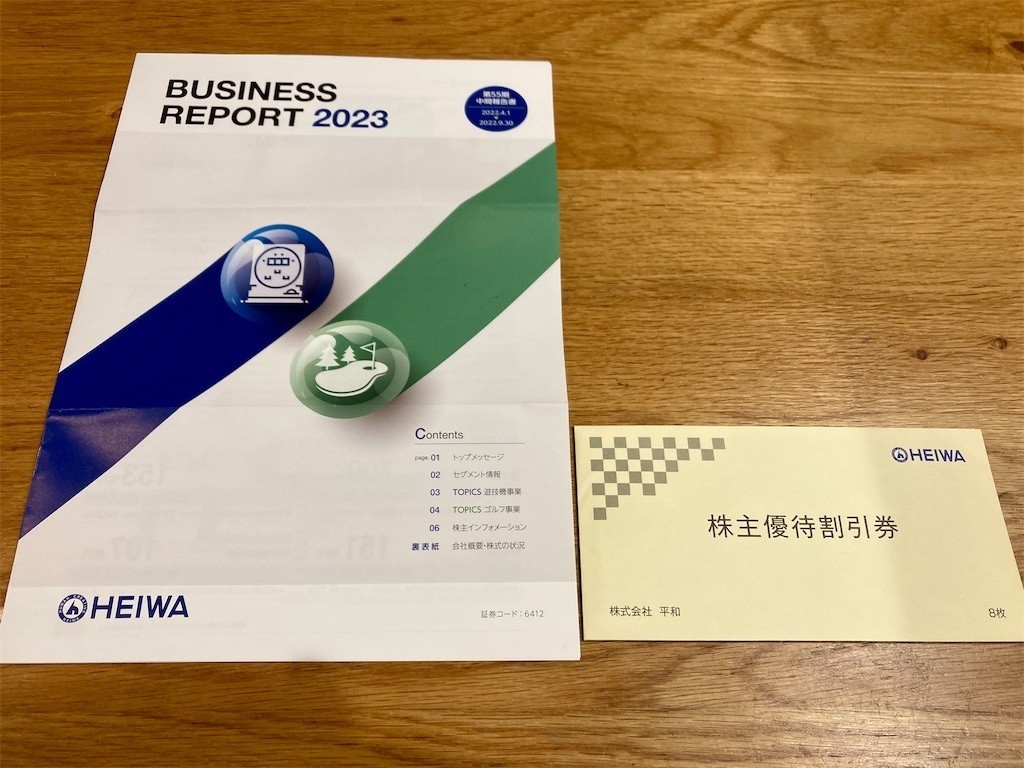 BUSINESS
REPORT 2023
第55期
中間報告書
2022.4.1
2022.9.30
Contents
page. 01 トップメッセージ
02 セグメント情報
03 TOPICS 遊技機事業
04 TOPICS ゴルフ事業
06 株主インフォメーション
裏表紙 会社概要・株式の状況
HEIWA
証券コード：6412
HEIWA
株主優待割引券
株式会社 平和
8枚